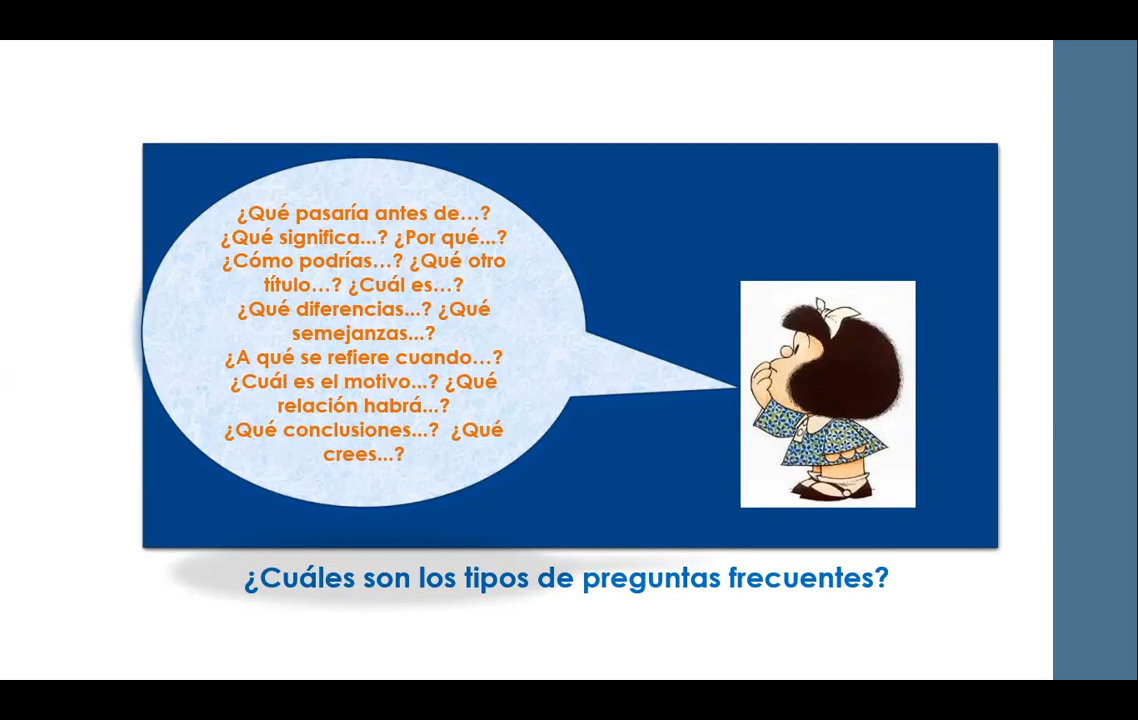 ¿Qué pasaría antes de…?
¿Qué significa...? ¿Por qué...?
¿Cómo podrías…? ¿Qué otro
título…? ¿Cuál es…?
¿Qué diferencias...? ¿Qué
semejanzas...?
¿A qué se refiere cuando…?
¿Cuál es el motivo...? ¿Qué
relación habrá...?
¿Qué conclusiones...? ¿Qué
crees...?
¿Cuáles son los tipos de preguntas frecuentes?